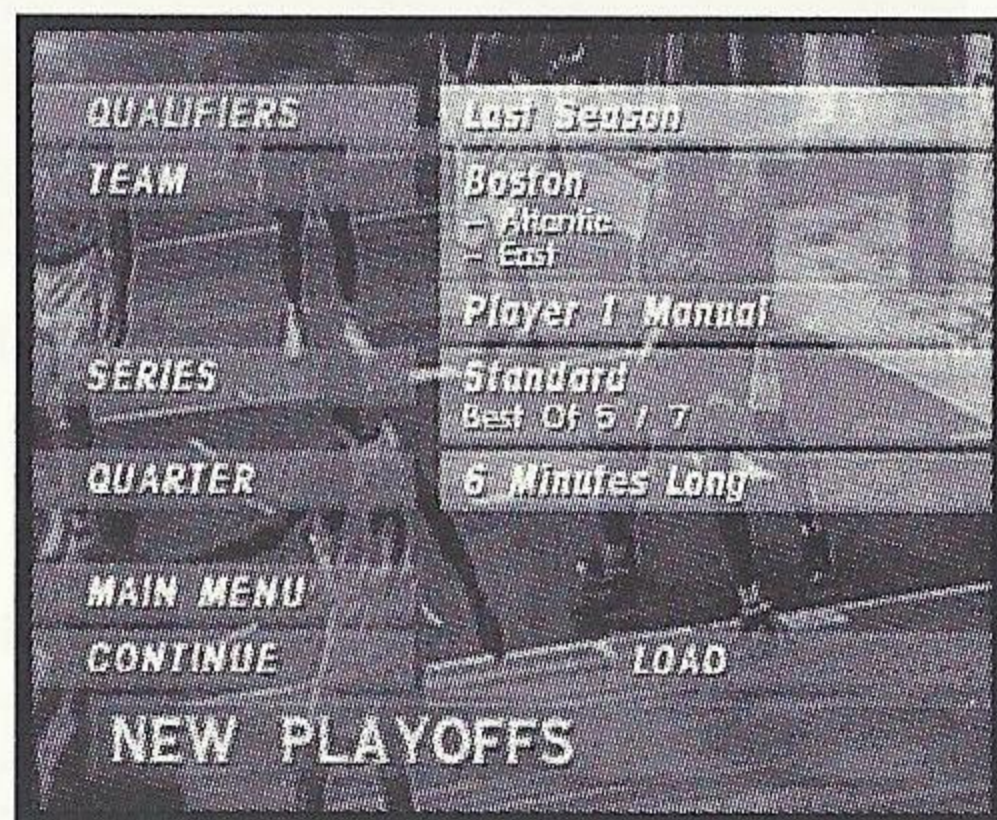 QUALIFIERS Last Season
TEAM Boston
- Atlantic
- East
Player 1 Manual
SERIES Standard
Best Of 5 / 7
QUARTER 6 Minutes Long
MAIN MENU
CONTINUE LOAD
NEW PLAYOFFS